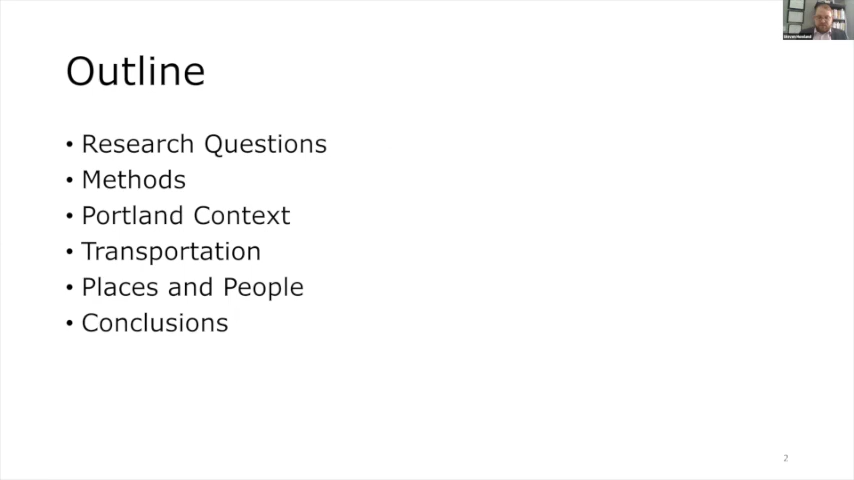 Outline
• Research Questions
• Methods
• Portland Context
• Transportation
• Places and People
• Conclusions
2